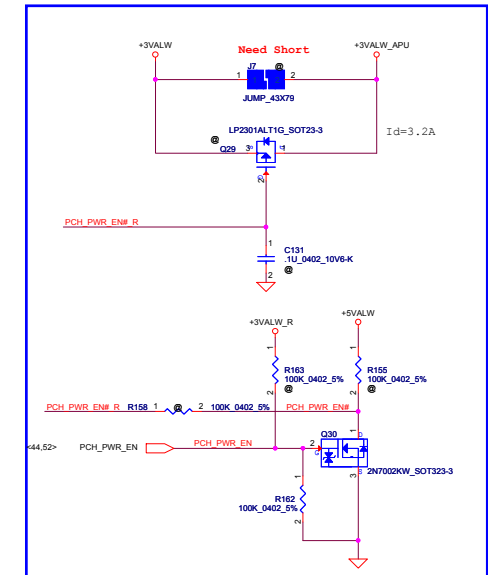 +3VALW
Need Short
+3VALW_APU
J7
@
1
2
JUMP_43X79
LP2301ALT1G_SOT23-3
@
Q29
3
1
Id=3.2A
2
PCH_PWR_EN#_R
1
C131
.1U_0402_10V6-K
2
@
+3VALW_R
+5VALW
1
R163
100K_0402_5%
@
2
1
R155
100K_0402_5%
@
2
PCH_PWR_EN#_R
R158
1
@
2
100K_0402_5%
PCH_PWR_EN#
<44,52>
PCH_PWR_EN
PCH_PWR_EN
Q30
1
D
2
G
3
S
2N7002KW_SOT323-3
1
R162
100K_0402_5%
2